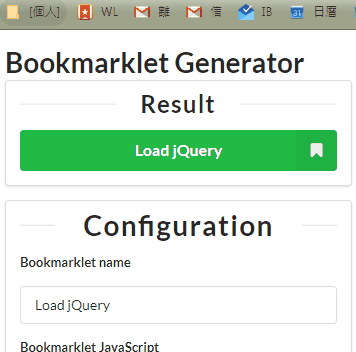 [個人] WL 離 信 IB 日曆
Bookmarklet Generator
Result
Load jQuery
Configuration
Bookmarklet name
Load jQuery
Bookmarklet JavaScript